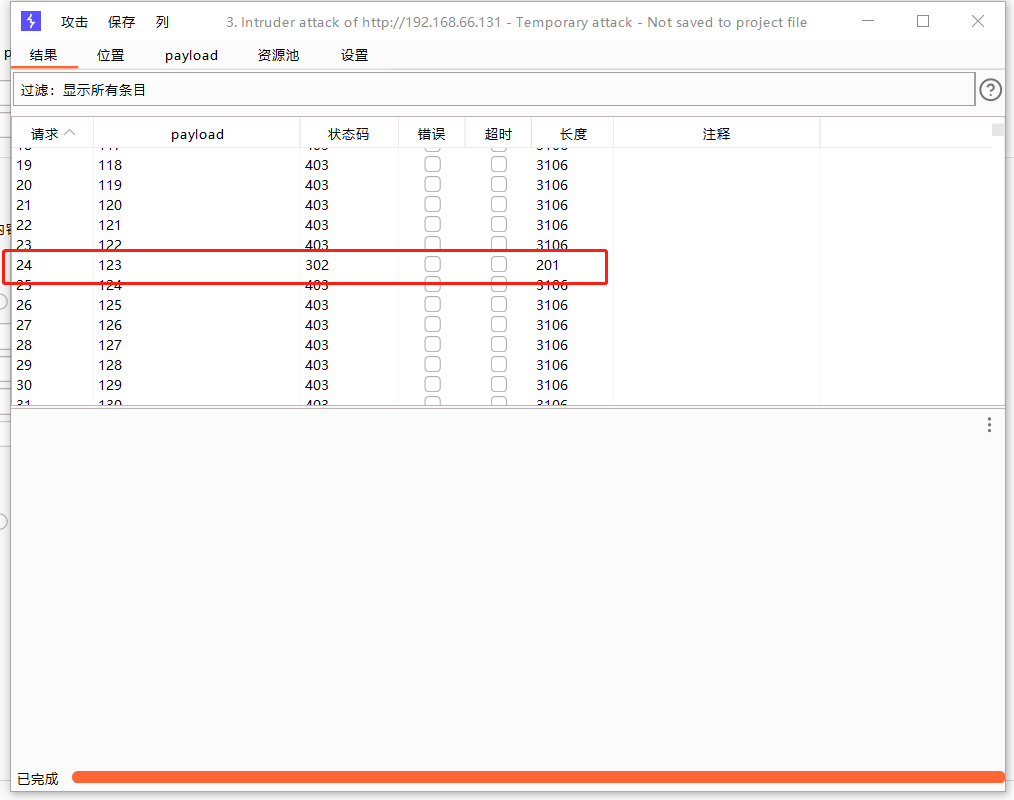 攻击 保存 列 3. Intruder attack of http://192.168.66.131 - Temporary attack - Not saved to project file
结果 位置 payload 资源池 设置
过滤：显示所有条目
请求 payload 状态码 错误 超时 长度 注释
19 118 403 3106
20 119 403 3106
21 120 403 3106
22 121 403 3106
23 122 403 3106
24 123 302 201
25 124 403 3106
26 125 403 3106
27 126 403 3106
28 127 403 3106
29 128 403 3106
30 129 403 3106
31 130 403 3106
已完成